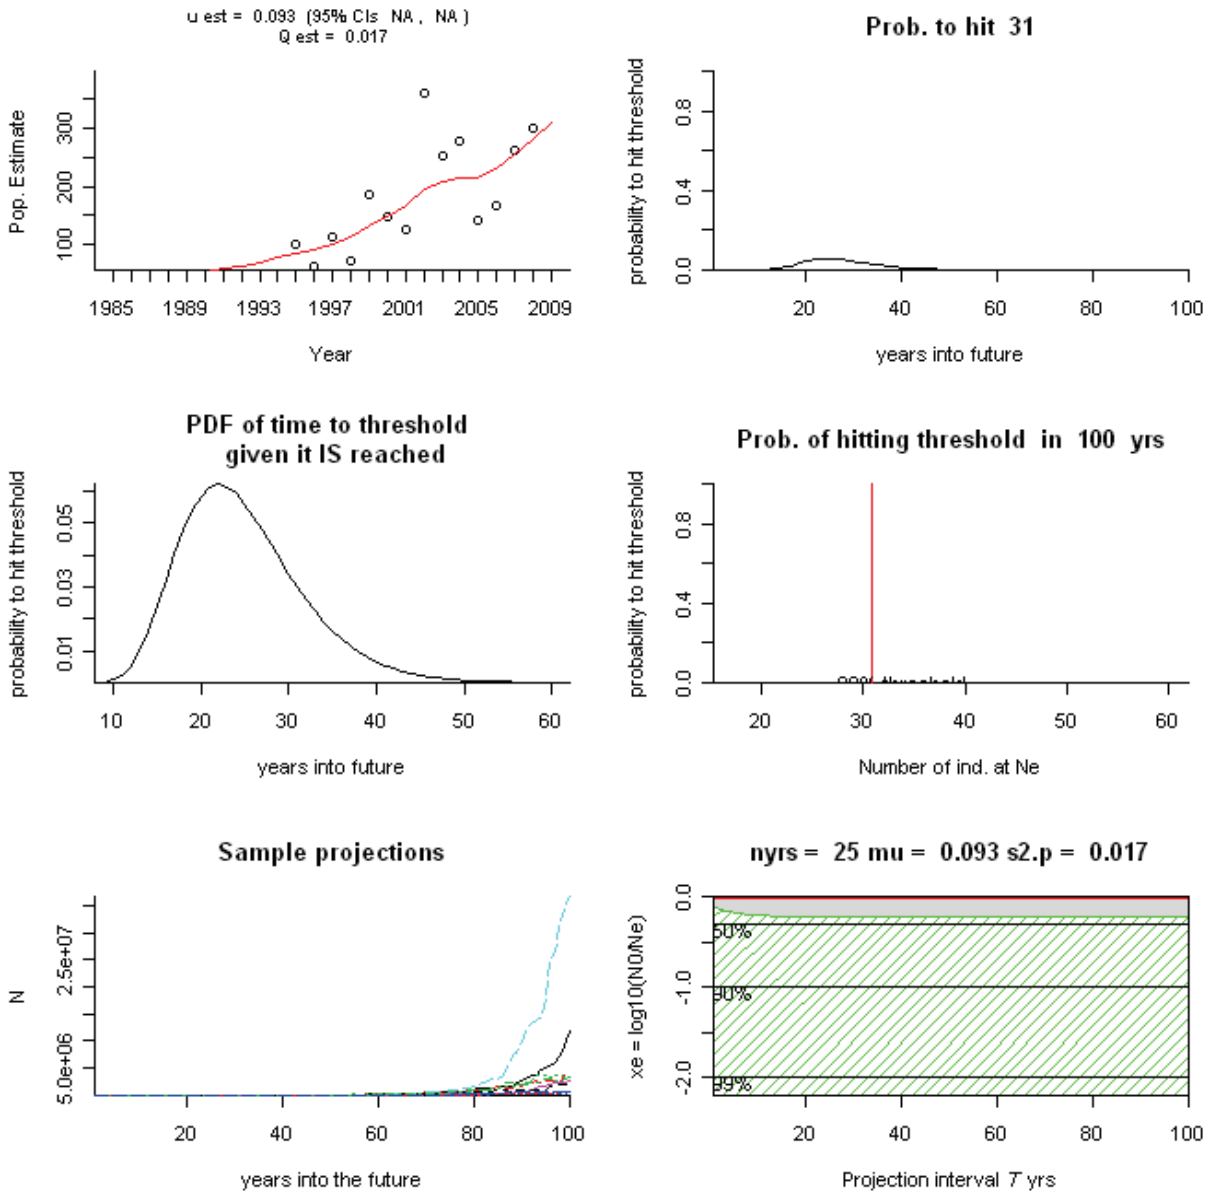 u est = 0.093 (95% CIs NA , NA )
Q est = 0.017
Pop. Estimate
300
200
100
1985 1989 1993 1997 2001 2005 2009
Year
Prob. to hit 31
probability to hit threshold
0.8
0.4
0.0
20 40 60 80 100
years into future
PDF of time to threshold
given it IS reached
probability to hit threshold
0.05
0.03
0.01
10 20 30 40 50 60
years into future
Prob. of hitting threshold in 100 yrs
probability to hit threshold
0.8
0.4
0.0
threshold
20 30 40 50 60
Number of ind. at Ne
Sample projections
N
2.5e+07
5.0e+06
20 40 60 80 100
years into the future
nyrs = 25 mu = 0.093 s2.p = 0.017
xe = log10(N0/Ne)
0.0
-1.0
-2.0
50%
90%
99%
20 40 60 80 100
Projection interval T yrs